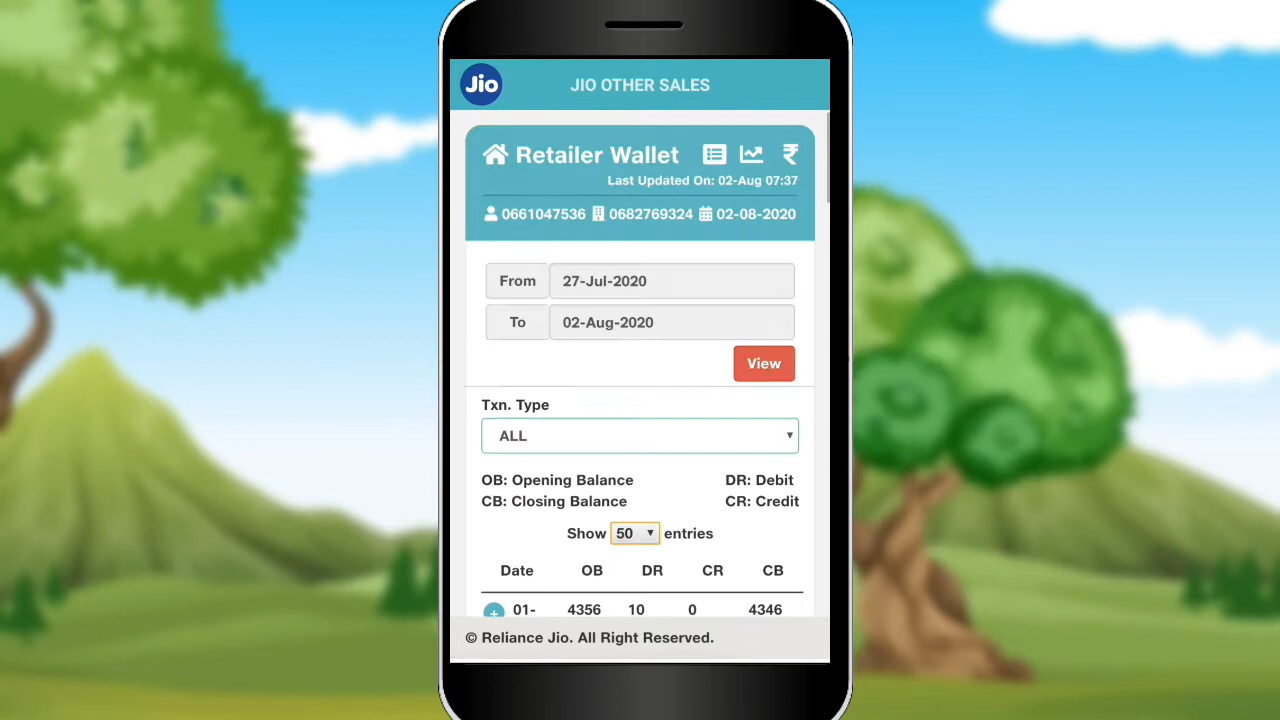 Jio JIO OTHER SALES
Retailer Wallet ₹
Last Updated On: 02-Aug 07:37
0661047536 0682769324 02-08-2020
From 27-Jul-2020
To 02-Aug-2020
View
Txn. Type
ALL
OB: Opening Balance DR: Debit
CB: Closing Balance CR: Credit
Show 50 entries
Date OB DR CR CB
01- 4356 10 0 4346
© Reliance Jio. All Right Reserved.